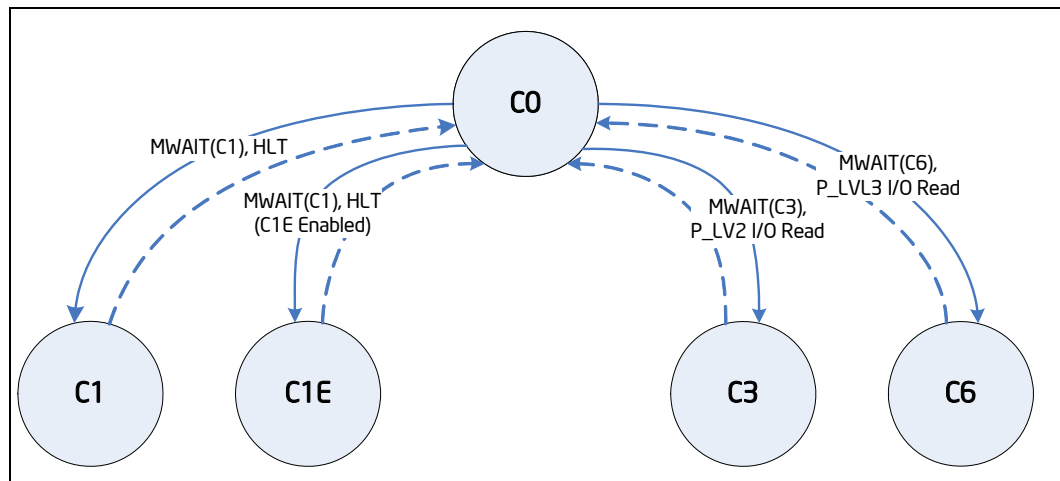 C0
MWAIT(C1), HLT
MWAIT(C1), HLT
(C1E Enabled)
MWAIT(C3),
P_LV2 I/O Read
MWAIT(C6),
P_LVL3 I/O Read
C1
C1E
C3
C6